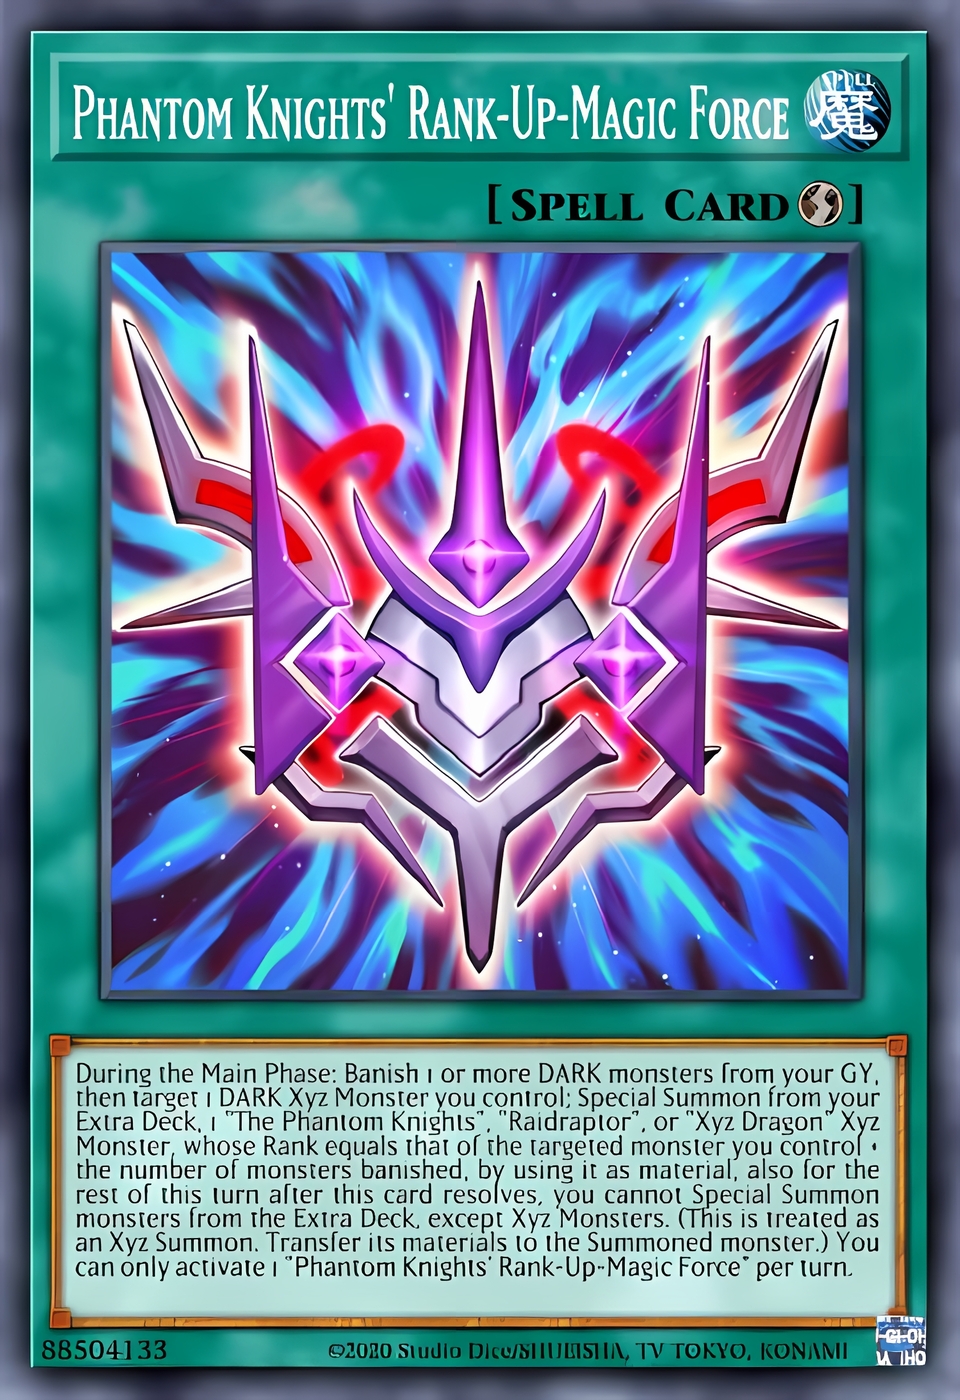 PHANTOM KNIGHTS' RANK-UP-MAGIC FORCE
魔
[SPELL CARD]
During the Main Phase: Banish 1 or more DARK monsters from your GY,
then target 1 DARK Xyz Monster you control; Special Summon from your
Extra Deck, 1 "The Phantom Knights", "Raidraptor", or "Xyz Dragon" Xyz
Monster, whose Rank equals that of the targeted monster you control +
the number of monsters banished, by using it as material, also for the
rest of this turn after this card resolves, you cannot Special Summon
monsters from the Extra Deck, except Xyz Monsters. (This is treated as
an Xyz Summon. Transfer its materials to the Summoned monster.) You
can only activate 1 "Phantom Knights' Rank-Up-Magic Force" per turn.
88504133
©2020 Studio Dice/SHUEISHA, TV TOKYO, KONAMI